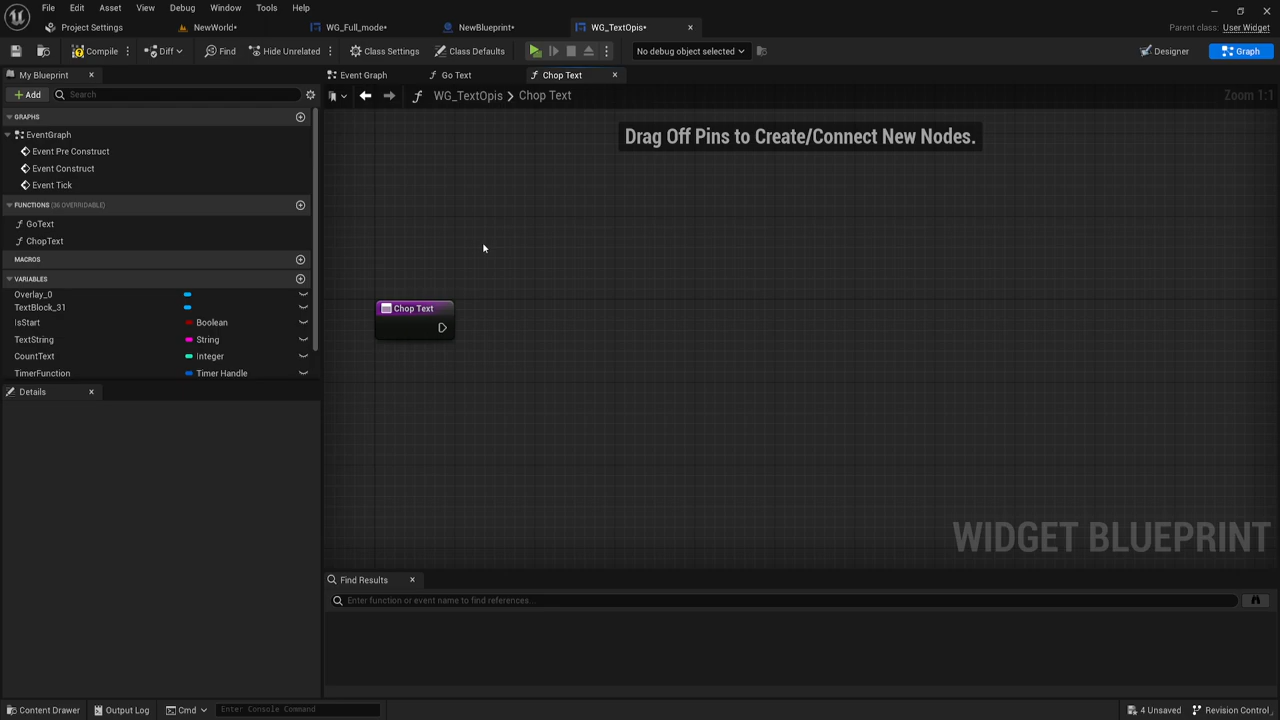 File Edit Asset View Debug Window Tools Help
Project Settings NewWorld• WG_Full_mode• NewBlueprint• WG_TextOpis• Parent class: User Widget
Compile Diff Find Hide Unrelated Class Settings Class Defaults No debug object selected Designer Graph
My Blueprint Event Graph Go Text Chop Text
Add Search WG_TextOpis Chop Text Zoom 1:1
GRAPHS
EventGraph
Event Pre Construct
Event Construct
Event Tick
FUNCTIONS (30 OVERRIDABLE)
GoText
ChopText
MACROS
VARIABLES
Overlay_0
TextBlock_31
IsStart Boolean
TextString String
CountText Integer
TimerFunction Timer Handle
Details
Drag Off Pins to Create/Connect New Nodes.
Chop Text
WIDGET BLUEPRINT
Find Results
Enter function or event name to find references...
Content Drawer Output Log Cmd Enter Console Command 4 Unsaved Revision Control